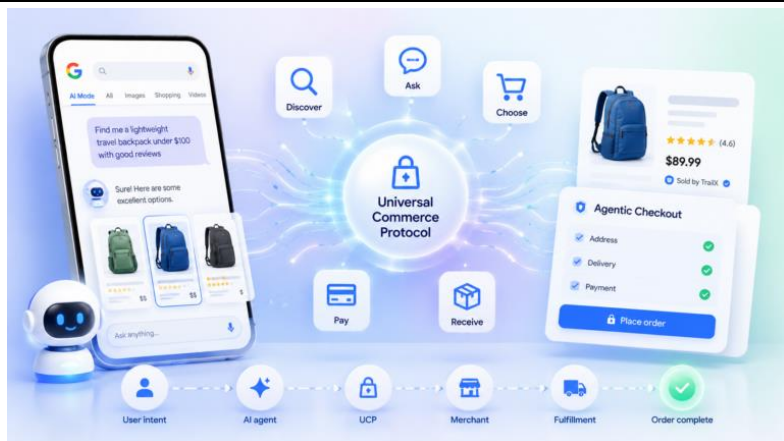 G
AI Mode All Images Shopping Videos
Find me a lightweight
travel backpack under $100
with good reviews
Sure! Here are some
excellent options.
$$ $$ $
Ask anything...
Discover
Ask
Choose
Universal
Commerce
Protocol
Pay
Receive
(4.6)
$89.99
Sold by TrailX
Agentic Checkout
Address
Delivery
Payment
Place order
User intent
AI agent
UCP
Merchant
Fulfillment
Order complete